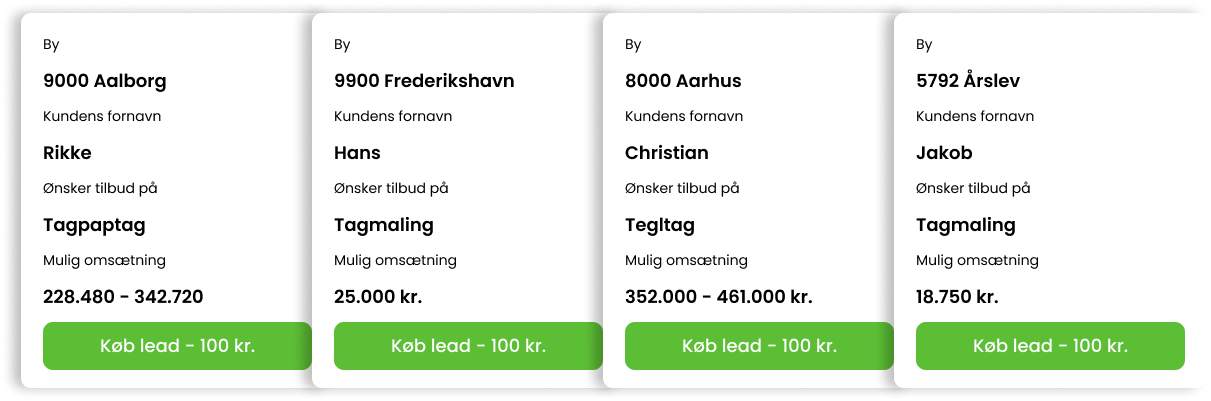 By
9000 Aalborg
Kundens fornavn
Rikke
Ønsker tilbud på
Tagpaptag
Mulig omsætning
228.480 - 342.720
Køb lead - 100 kr.
By
9900 Frederikshavn
Kundens fornavn
Hans
Ønsker tilbud på
Tagmaling
Mulig omsætning
25.000 kr.
Køb lead - 100 kr.
By
8000 Aarhus
Kundens fornavn
Christian
Ønsker tilbud på
Tegltag
Mulig omsætning
352.000 - 461.000 kr.
Køb lead - 100 kr.
By
5792 Årslev
Kundens fornavn
Jakob
Ønsker tilbud på
Tagmaling
Mulig omsætning
18.750 kr.
Køb lead - 100 kr.